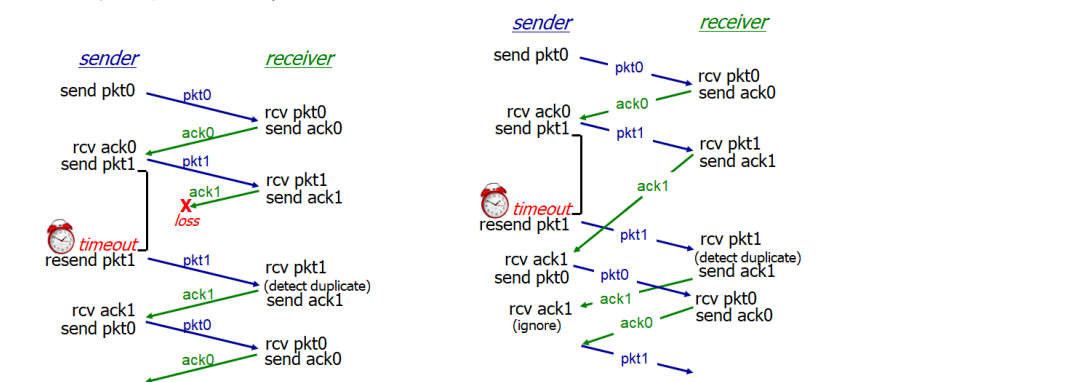 sender
receiver
send pkt0
pkt0
rcv pkt0
send ack0
ack0
rcv ack0
send pkt1
pkt1
rcv pkt1
send ack1
ack1
X
loss
timeout
resend pkt1
pkt1
rcv pkt1
(detect duplicate)
send ack1
ack1
rcv ack1
send pkt0
pkt0
rcv pkt0
send ack0
ack0
sender
receiver
send pkt0
pkt0
rcv pkt0
send ack0
ack0
rcv ack0
send pkt1
pkt1
rcv pkt1
send ack1
ack1
timeout
resend pkt1
pkt1
rcv pkt1
(detect duplicate)
send ack1
rcv ack1
send pkt0
pkt0
ack1
rcv pkt0
send ack0
rcv ack1
(ignore)
ack0
pkt1